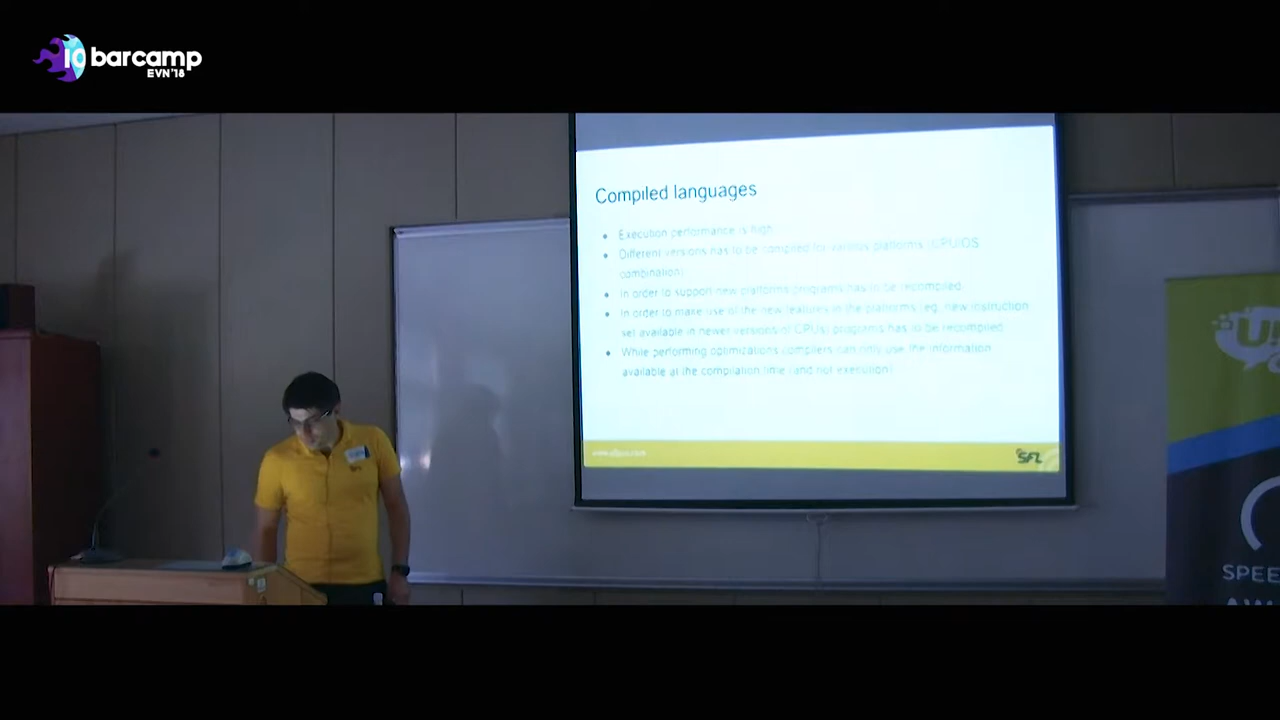 10 barcamp
EVN'18
Compiled languages
Execution performance is high
Different versions has to be compiled for various platforms (CPU/OS
combination)
In order to support new platforms programs has to be recompiled
In order to make use of the new features in the platforms (eg. new instruction
set available in newer versions of CPUs) programs has to be recompiled
While performing optimizations compilers can only use the information
available at the compilation time (and not execution)
SFL
SFL
U!
SPEE